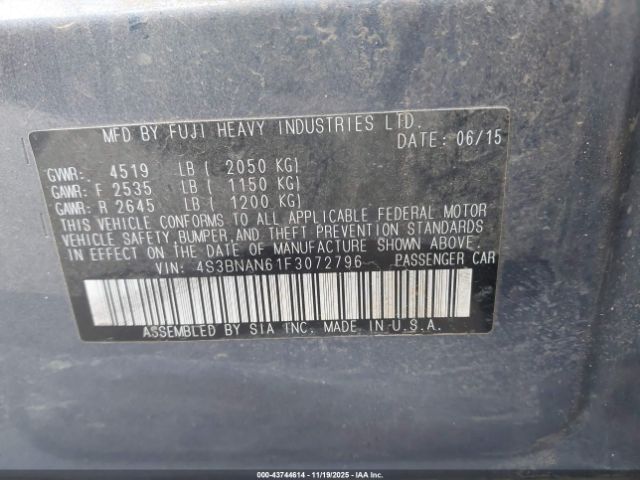 MFD BY FUJI HEAVY INDUSTRIES LTD.
DATE: 06/15
GVWR: 4519 LB ( 2050 KG)
GAWR: F 2535 LB ( 1150 KG)
GAWR: R 2645 LB ( 1200 KG)
THIS VEHICLE CONFORMS TO ALL APPLICABLE FEDERAL MOTOR
VEHICLE SAFETY, BUMPER, AND THEFT PREVENTION STANDARDS
IN EFFECT ON THE DATE OF MANUFACTURE SHOWN ABOVE.
VIN: 4S3BNAN61F3072796 PASSENGER CAR
ASSEMBLED BY SIA INC. MADE IN U.S.A.
000-43744614 - 11/19/2025 - IAA Inc.